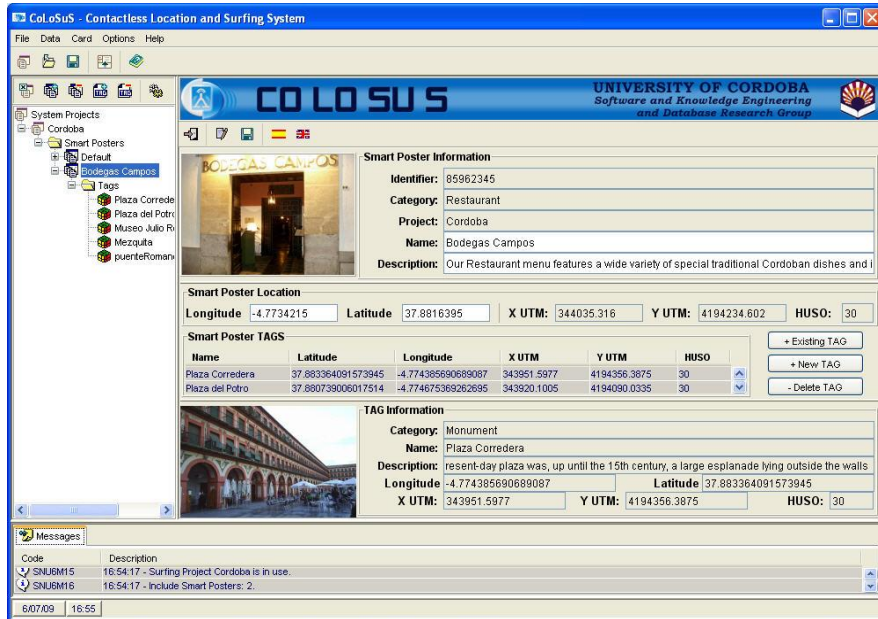 CoLoSuS - Contactless Location and Surfing System
File Data Card Options Help
COLOSUS
UNIVERSITY OF CORDOBA
Software and Knowledge Engineering
and Database Research Group
System Projects
Cordoba
Smart Posters
Default
Bodegas Campos
Tags
Plaza Correde
Plaza del Potro
Museo Julio R
Mezquita
puenteRoman
BODEGAS CAMPOS
Smart Poster Information
Identifier: 85962345
Category: Restaurant
Project: Cordoba
Name: Bodegas Campos
Description: Our Restaurant menu features a wide variety of special traditional Cordoban dishes and i
Smart Poster Location
Longitude -4.7734215 Latitude 37.8816395 X UTM: 344035.316 Y UTM: 4194234.602 HUSO: 30
Smart Poster TAGS
Name Latitude Longitude X UTM Y UTM HUSO
Plaza Corredera 37.883364091573945 -4.774385690689087 343951.5977 4194356.3875 30
Plaza del Potro 37.880739006017514 -4.774675369262695 343920.1005 4194090.0335 30
+ Existing TAG
+ New TAG
- Delete TAG
TAG Information
Category: Monument
Name: Plaza Corredera
Description: resent-day plaza was, up until the 15th century, a large esplanade lying outside the walls
Longitude -4.774385690689087 Latitude 37.883364091573945
X UTM: 343951.5977 Y UTM: 4194356.3875 HUSO: 30
Messages
Code Description
SNU6M15 16:54:17 - Surfing Project Cordoba is in use.
SNU6M16 16:54:17 - Include Smart Posters: 2.
6/07/09 16:55